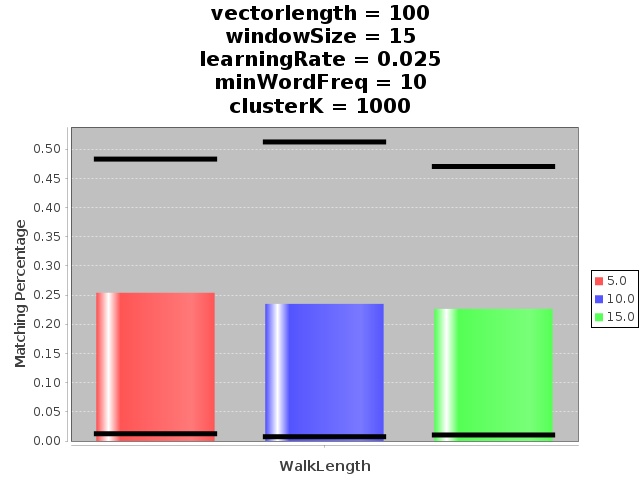 vectorlength = 100
windowSize = 15
learningRate = 0.025
minWordFreq = 10
clusterK = 1000
Matching Percentage
0.50
0.45
0.40
0.35
0.30
0.25
0.20
0.15
0.10
0.05
0.00
WalkLength
5.0
10.0
15.0